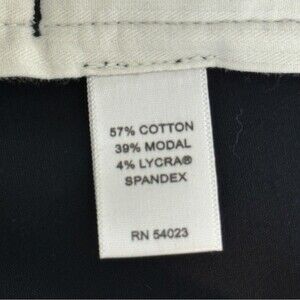 57% COTTON
39% MODAL
4% LYCRA®
SPANDEX
RN 54023